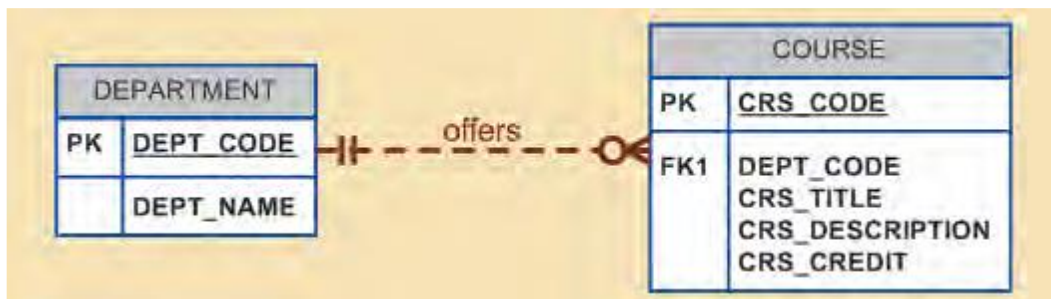 DEPARTMENT
PK DEPT_CODE
DEPT_NAME
offers
COURSE
PK CRS_CODE
FK1 DEPT_CODE
CRS_TITLE
CRS_DESCRIPTION
CRS_CREDIT